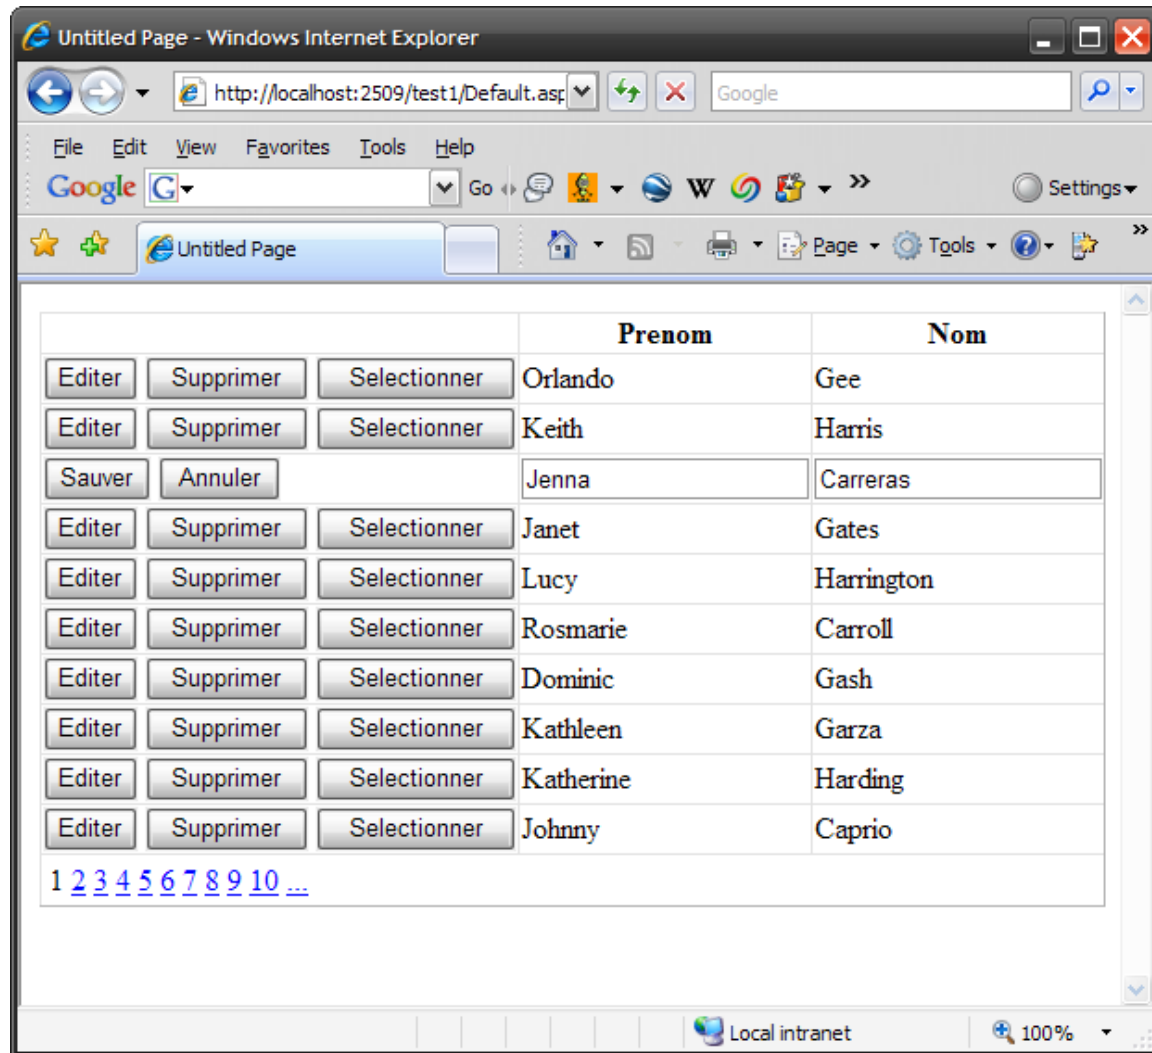 Untitled Page - Windows Internet Explorer
http://localhost:2509/test1/Default.asp Google
File Edit View Favorites Tools Help
Google G Go W » Settings
Untitled Page Page Tools »
Prenom Nom
Editer Supprimer Selectionner Orlando Gee
Editer Supprimer Selectionner Keith Harris
Sauver Annuler Jenna Carreras
Editer Supprimer Selectionner Janet Gates
Editer Supprimer Selectionner Lucy Harrington
Editer Supprimer Selectionner Rosmarie Carroll
Editer Supprimer Selectionner Dominic Gash
Editer Supprimer Selectionner Kathleen Garza
Editer Supprimer Selectionner Katherine Harding
Editer Supprimer Selectionner Johnny Caprio
1 2 3 4 5 6 7 8 9 10 ...
Local intranet 100%